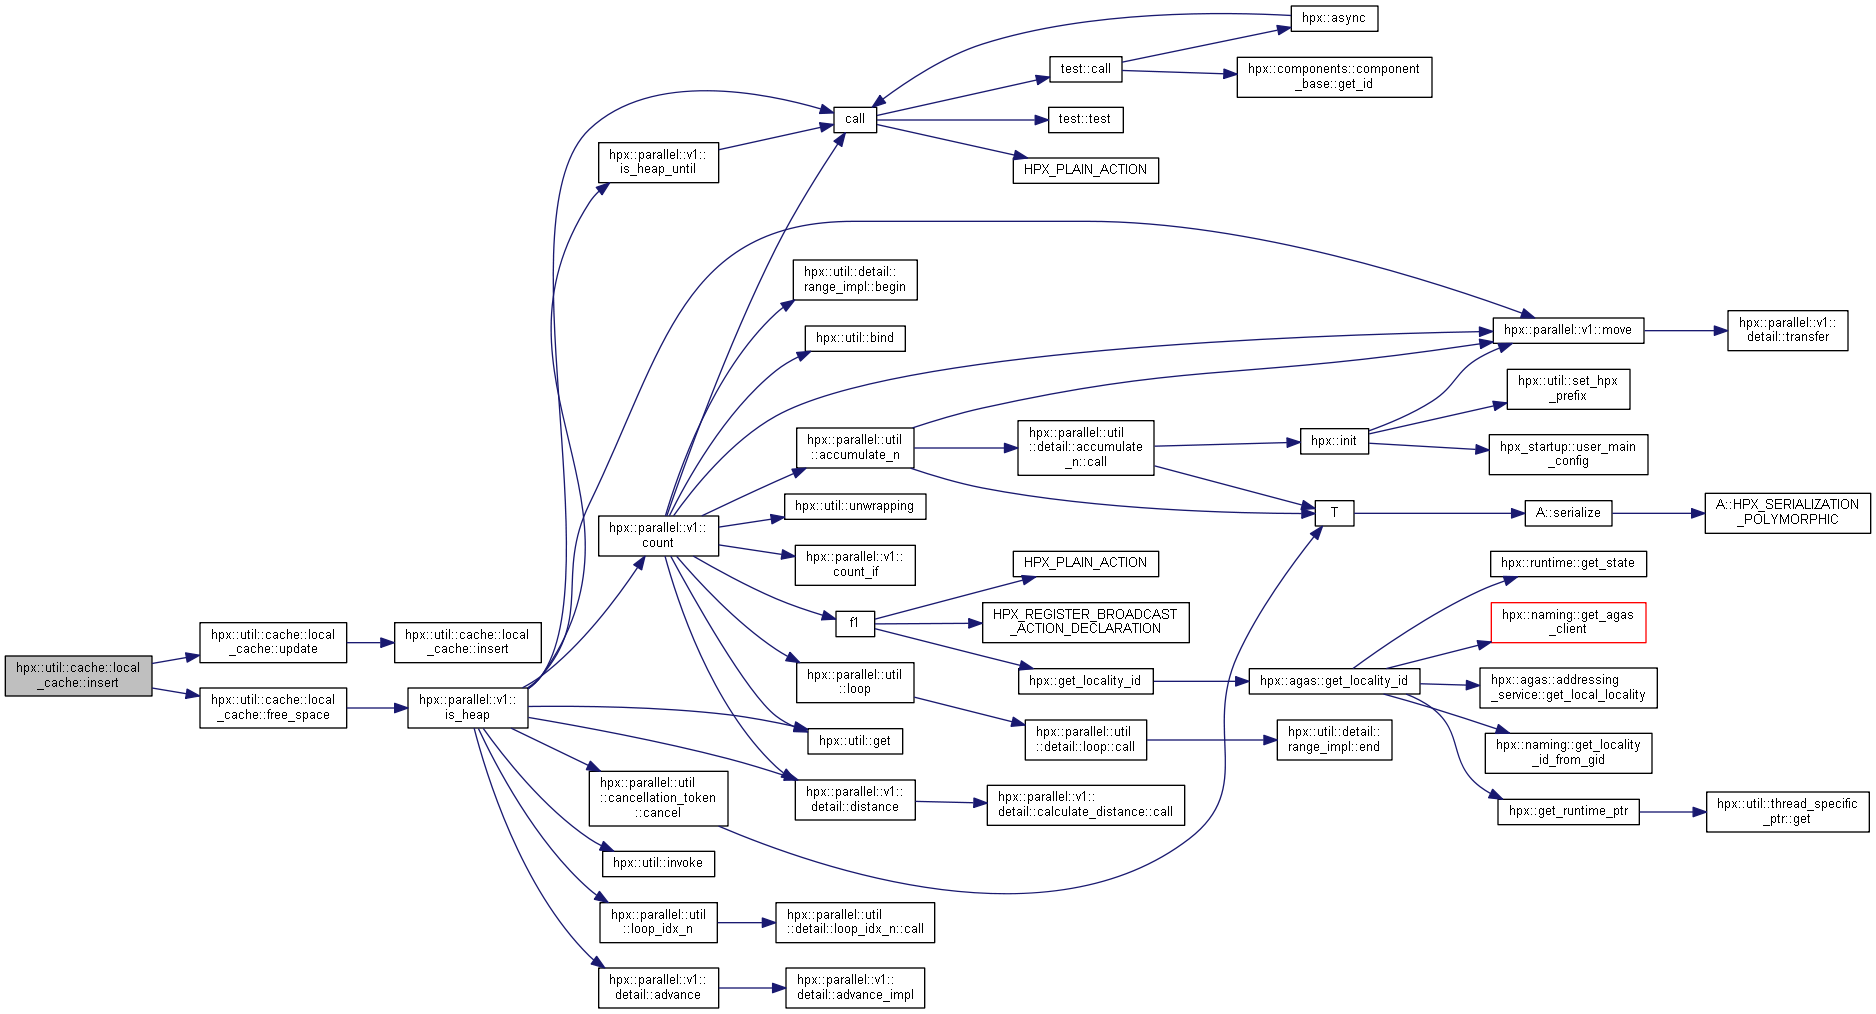 hpx::async
test::call
hpx::components::component
_base::get_id
call
test::test
hpx::parallel::v1::
is_heap_until
HPX_PLAIN_ACTION
hpx::util::detail::
range_impl::begin
hpx::util::bind
hpx::parallel::v1::move
hpx::parallel::v1::
detail::transfer
hpx::util::set_hpx
_prefix
hpx::parallel::util
::accumulate_n
hpx::parallel::util
::detail::accumulate
_n::call
hpx::init
hpx_startup::user_main
_config
hpx::util::unwrapping
hpx::parallel::v1::
count
T
A::serialize
A::HPX_SERIALIZATION
_POLYMORPHIC
hpx::parallel::v1::
count_if
HPX_PLAIN_ACTION
hpx::runtime::get_state
f1
HPX_REGISTER_BROADCAST
_ACTION_DECLARATION
hpx::naming::get_agas
_client
hpx::util::cache::local
_cache::update
hpx::util::cache::local
_cache::insert
hpx::util::cache::local
_cache::insert
hpx::parallel::util
::loop
hpx::get_locality_id
hpx::agas::get_locality_id
hpx::agas::addressing
_service::get_local_locality
hpx::util::cache::local
_cache::free_space
hpx::parallel::v1::
is_heap
hpx::util::get
hpx::parallel::util
::detail::loop::call
hpx::util::detail::
range_impl::end
hpx::naming::get_locality
_id_from_gid
hpx::parallel::util
::cancellation_token
::cancel
hpx::parallel::v1::
detail::distance
hpx::parallel::v1::
detail::calculate_distance::call
hpx::get_runtime_ptr
hpx::util::thread_specific
_ptr::get
hpx::util::invoke
hpx::parallel::util
::loop_idx_n
hpx::parallel::util
::detail::loop_idx_n::call
hpx::parallel::v1::
detail::advance
hpx::parallel::v1::
detail::advance_impl